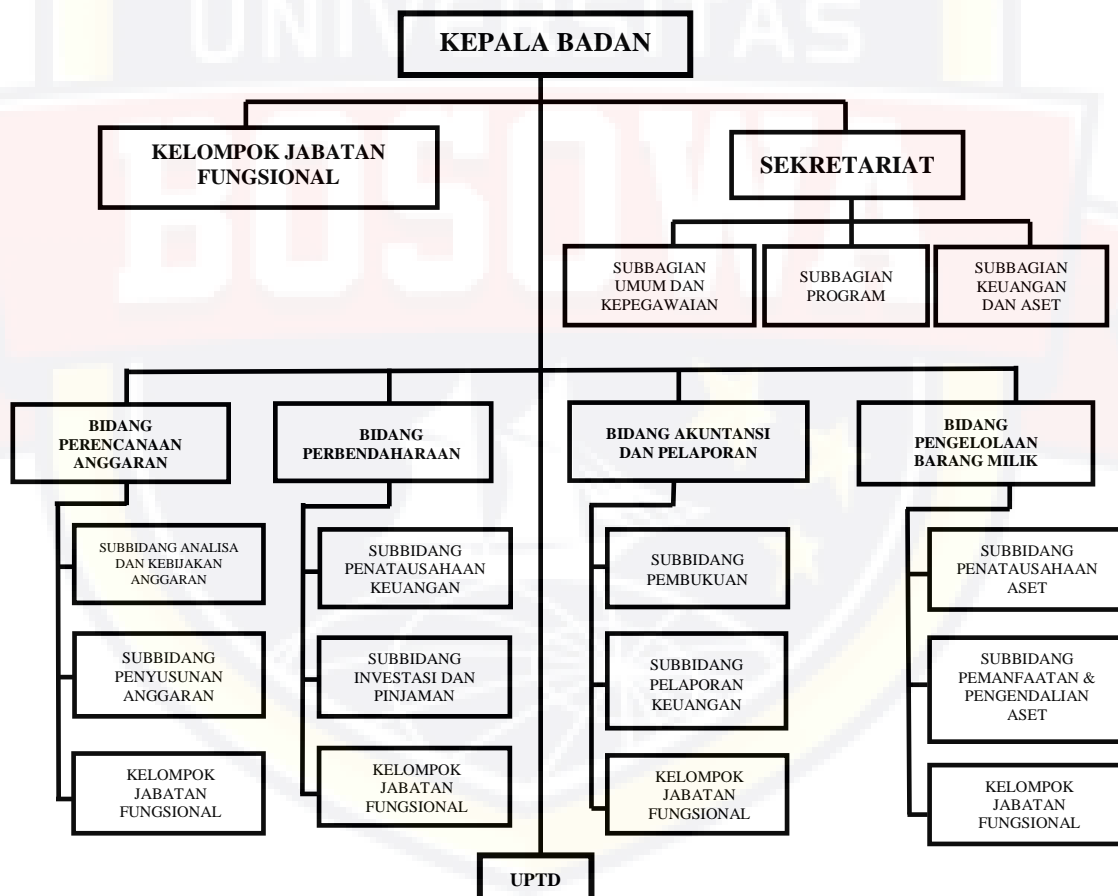 UNIVERSITAS
BOSOWA
KEPALA BADAN
KELOMPOK JABATAN
FUNGSIONAL
SEKRETARIAT
SUBBAGIAN
UMUM DAN
KEPEGAWAIAN
SUBBAGIAN
PROGRAM
SUBBAGIAN
KEUANGAN
DAN ASET
BIDANG
PERENCANAAN
ANGGARAN
BIDANG
PERBENDAHARAAN
BIDANG AKUNTANSI
DAN PELAPORAN
BIDANG
PENGELOLAAN
BARANG MILIK
SUBBIDANG ANALISA
DAN KEBIJAKAN
ANGGARAN
SUBBIDANG
PENYUSUNAN
ANGGARAN
KELOMPOK
JABATAN
FUNGSIONAL
SUBBIDANG
PENATAUSAHAAN
KEUANGAN
SUBBIDANG
INVESTASI DAN
PINJAMAN
KELOMPOK
JABATAN
FUNGSIONAL
SUBBIDANG
PEMBUKUAN
SUBBIDANG
PELAPORAN
KEUANGAN
KELOMPOK
JABATAN
FUNGSIONAL
SUBBIDANG
PENATAUSAHAAN
ASET
SUBBIDANG
PEMANFAATAN &
PENGENDALIAN
ASET
KELOMPOK
JABATAN
FUNGSIONAL
UPTD